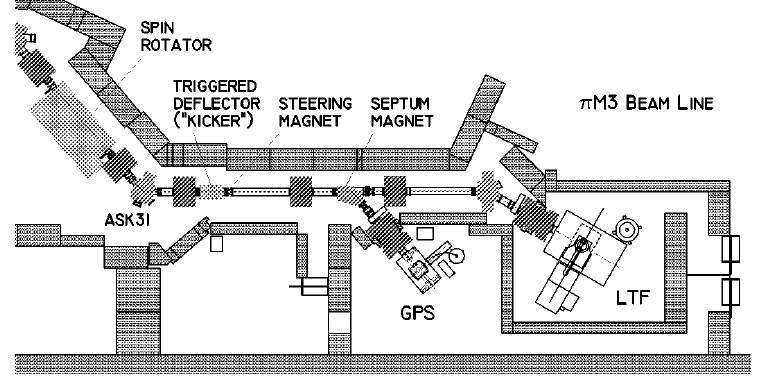 SPIN
ROTATOR
TRIGGERED
DEFLECTOR
("KICKER")
STEERING
MAGNET
SEPTUM
MAGNET
πM3 BEAM LINE
ASK31
GPS
LTF